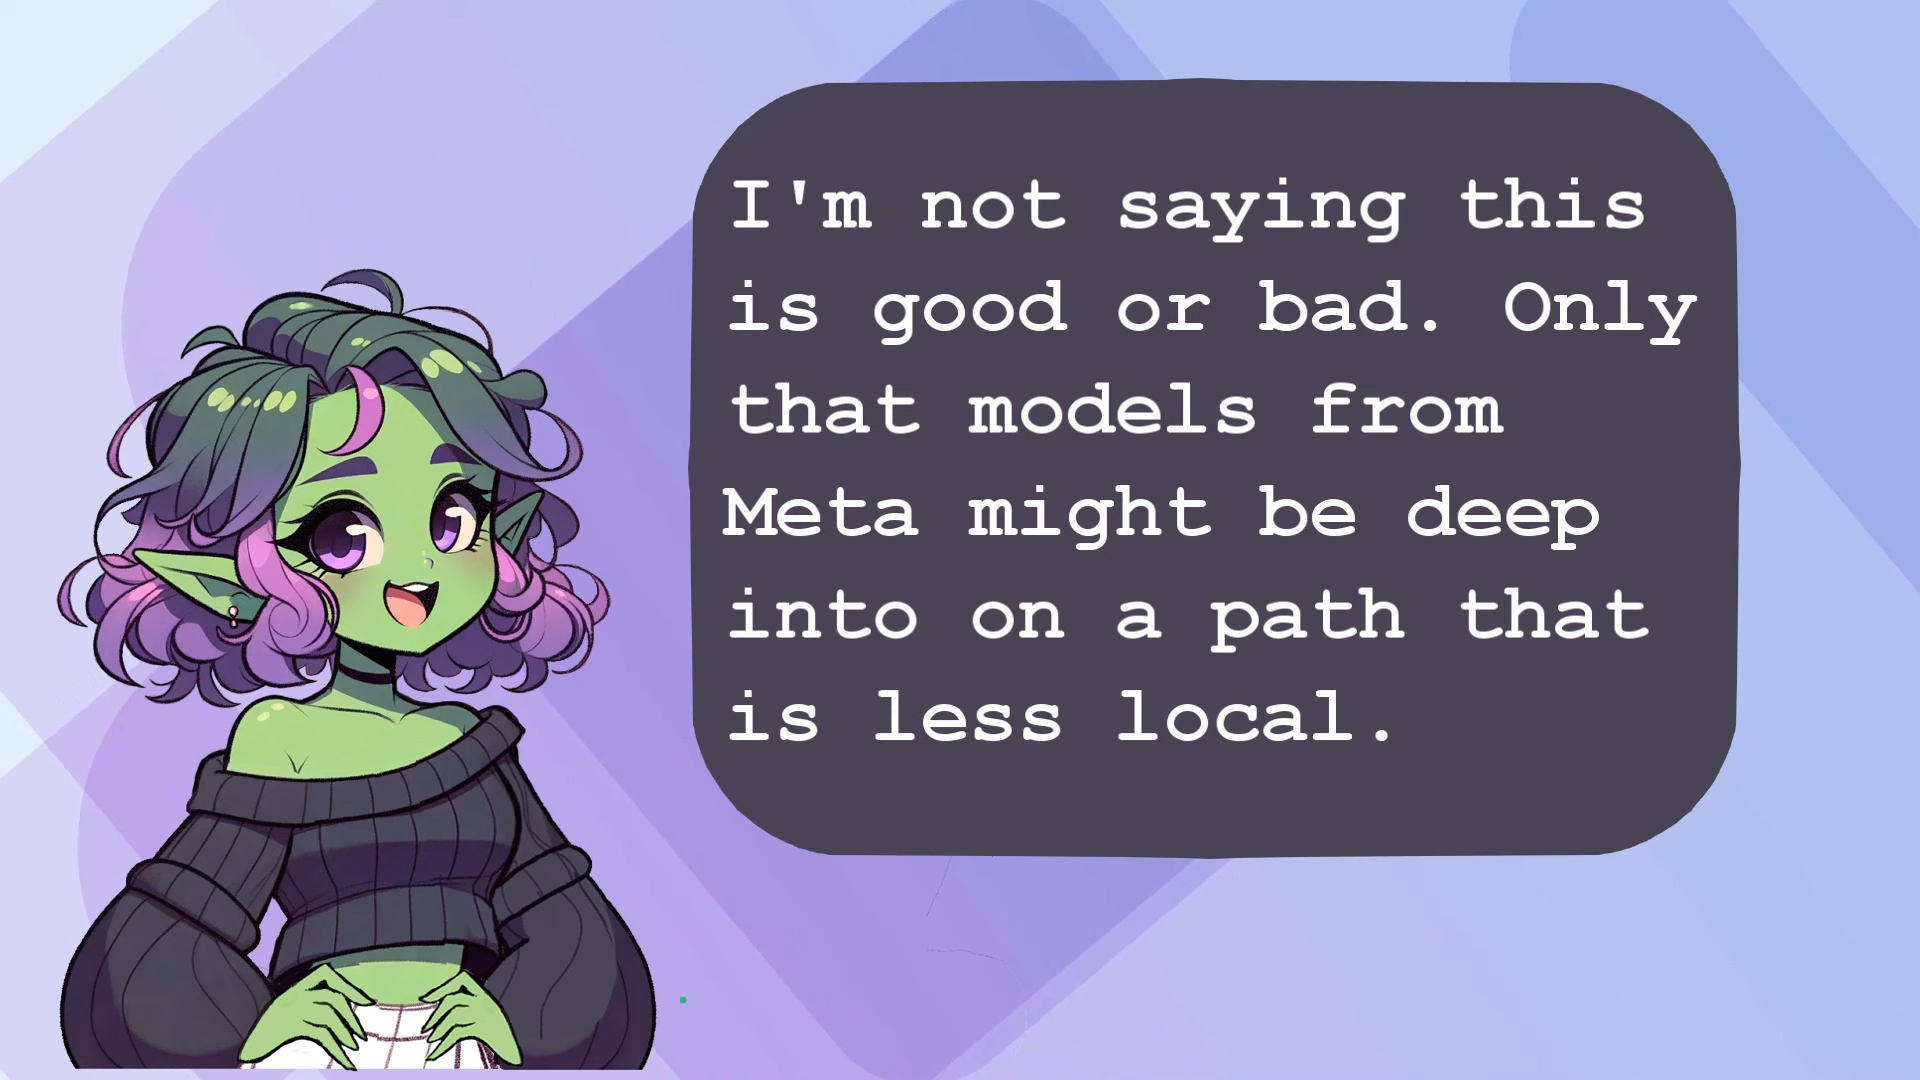 I'm not saying this
is good or bad. Only
that models from
Meta might be deep
into on a path that
is less local.